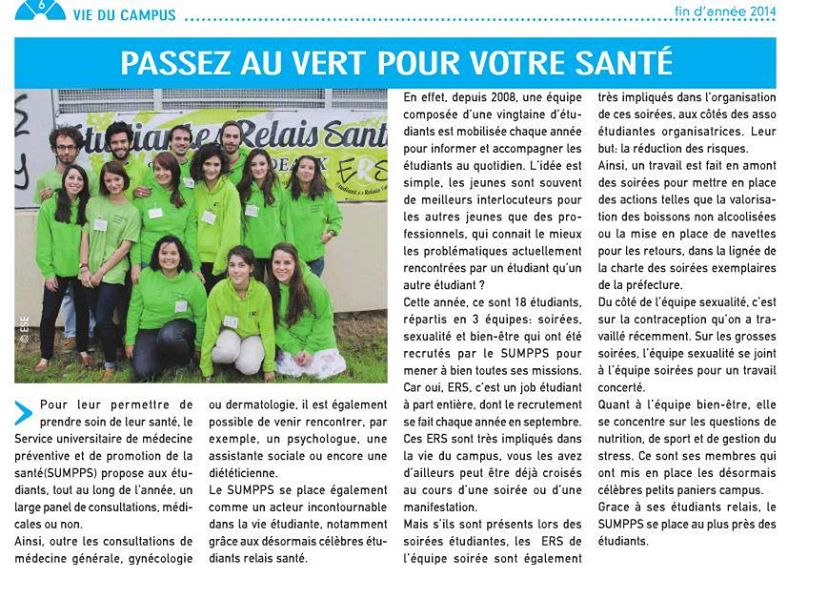 6
VIE DU CAMPUS
fin d'année 2014
PASSEZ AU VERT POUR VOTRE SANTÉ
Étudiant.e.s Relais Santé
ERS
© ESE
Pour leur permettre de
prendre soin de leur santé, le
Service universitaire de médecine
préventive et de promotion de la
santé(SUMPPS) propose aux étu-
diants, tout au long de l'année, un
large panel de consultations, médi-
cales ou non.
Ainsi, outre les consultations de
médecine générale, gynécologie
ou dermatologie, il est également
possible de venir rencontrer, par
exemple, un psychologue, une
assistante sociale ou encore une
diététicienne.
Le SUMPPS se place également
comme un acteur incontournable
dans la vie étudiante, notamment
grâce aux désormais célèbres étu-
diants relais santé.
En effet, depuis 2008, une équipe
composée d'une vingtaine d'étu-
diants est mobilisée chaque année
pour informer et accompagner les
étudiants au quotidien. L'idée est
simple, les jeunes sont souvent
de meilleurs interlocuteurs pour
les autres jeunes que des pro-
fessionnels, qui connait le mieux
les problématiques actuellement
rencontrées par un étudiant qu'un
autre étudiant ?
Cette année, ce sont 18 étudiants,
répartis en 3 équipes: soirées,
sexualité et bien-être qui ont été
recrutés par le SUMPPS pour
mener à bien toutes ses missions.
Car oui, ERS, c'est un job étudiant
à part entière, dont le recrutement
se fait chaque année en septembre.
Ces ERS sont très impliqués dans
la vie du campus, vous les avez
d'ailleurs peut être déjà croisés
au cours d'une soirée ou d'une
manifestation.
Mais s'ils sont présents lors des
soirées étudiantes, les ERS de
l'équipe soirée sont également
très impliqués dans l'organisation
de ces soirées, aux côtés des asso
étudiantes organisatrices. Leur
but: la réduction des risques.
Ainsi, un travail est fait en amont
des soirées pour mettre en place
des actions telles que la valorisa-
tion des boissons non alcoolisées
ou la mise en place de navettes
pour les retours, dans la lignée de
la charte des soirées exemplaires
de la préfecture.
Du côté de l'équipe sexualité, c'est
sur la contraception qu'on a tra-
vaillé récemment. Sur les grosses
soirées, l'équipe sexualité se joint
à l'équipe soirées pour un travail
concerté.
Quant à l'équipe bien-être, elle
se concentre sur les questions de
nutrition, de sport et de gestion du
stress. Ce sont ses membres qui
ont mis en place les désormais
célèbres petits paniers campus.
Grace à ses étudiants relais, le
SUMPPS se place au plus près des
étudiants.